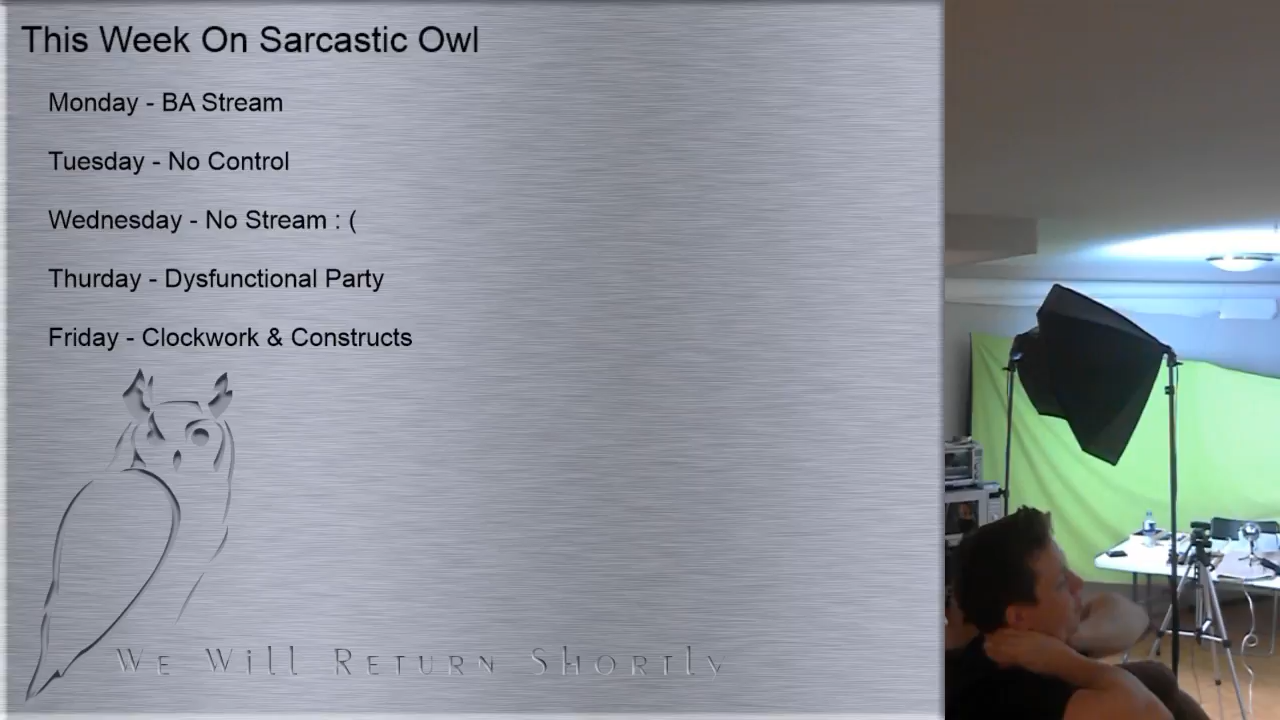 This Week On Sarcastic Owl
Monday - BA Stream
Tuesday - No Control
Wednesday - No Stream : (
Thurday - Dysfunctional Party
Friday - Clockwork & Constructs
We Will Return Shortly